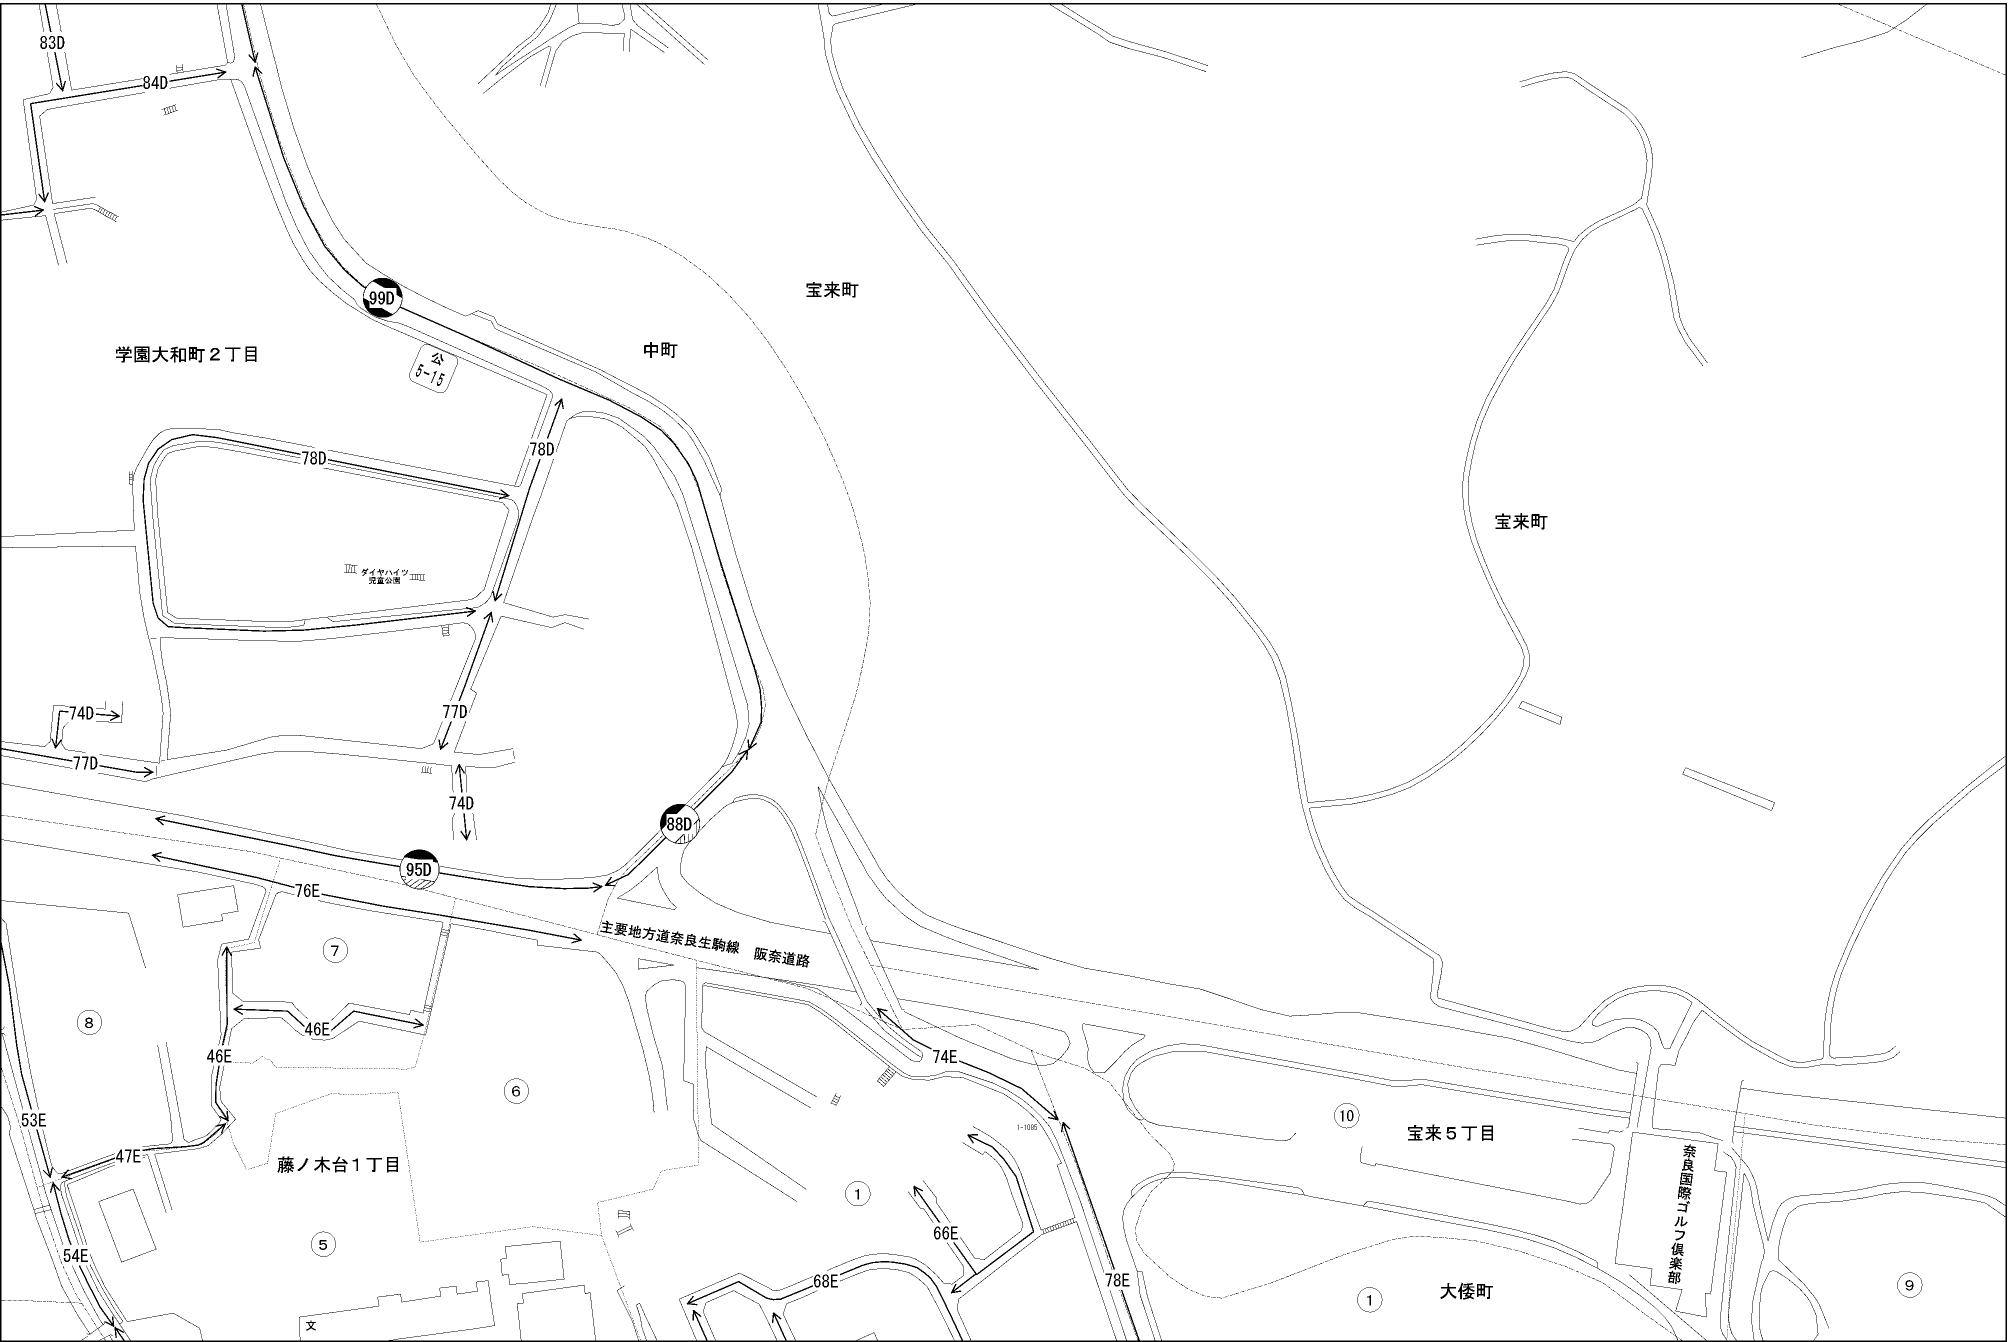 83D
84D
99D
宝来町
中町
学園大和町２丁目
公
5-15
78D
78D
宝来町
ダイヤハイツ
児童公園
74D
77D
77D
74D
88D
95D
76E
主要地方道奈良生駒線　阪奈道路
7
8
46E
46E
74E
6
10
1-1085
宝来５丁目
53E
47E
藤ノ木台１丁目
1
奈良国際ゴルフ倶楽部
66E
5
54E
68E
78E
大倭町
1
9
文